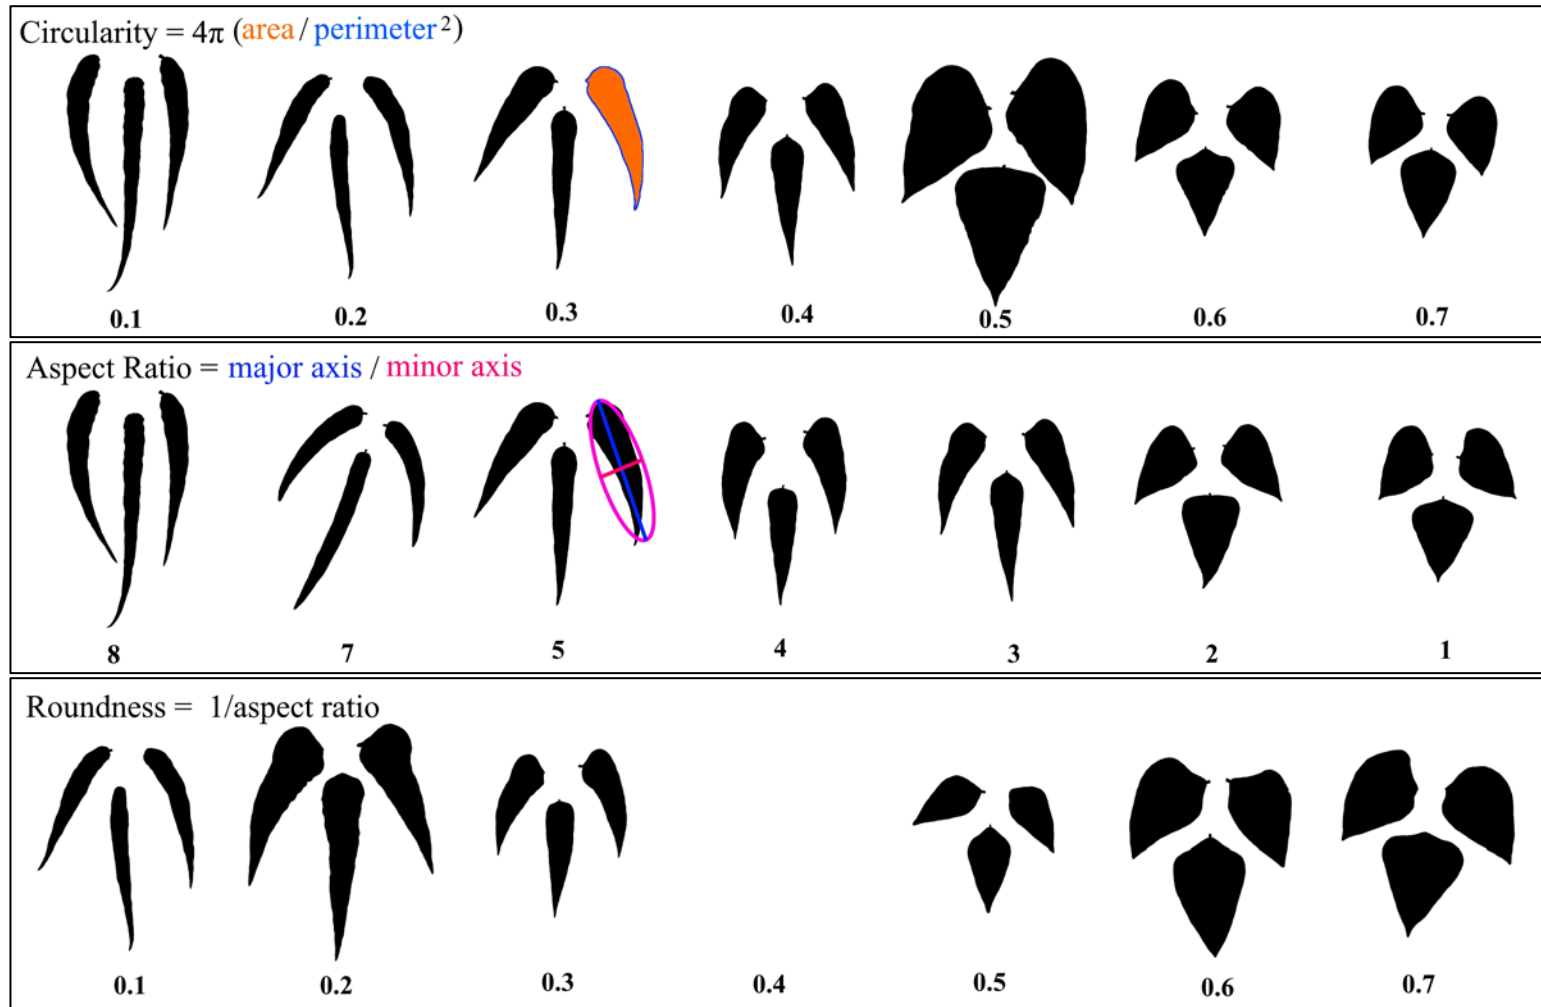 Circularity = 4π (area/perimeter²)
0.1 0.2 0.3 0.4 0.5 0.6 0.7
Aspect Ratio = major axis / minor axis
8 7 5 4 3 2 1
Roundness = 1/aspect ratio
0.1 0.2 0.3 0.4 0.5 0.6 0.7